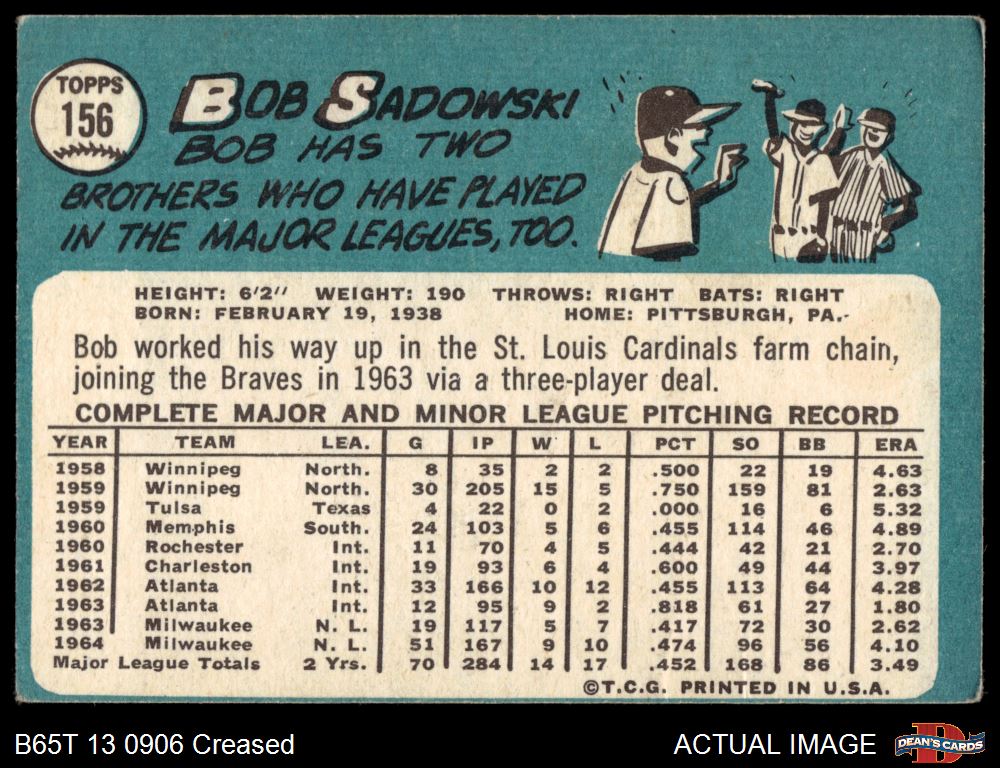 TOPPS
156
BOB SADOWSKI
BOB HAS TWO
BROTHERS WHO HAVE PLAYED
IN THE MAJOR LEAGUES, TOO.
HEIGHT: 6'2" WEIGHT: 190 THROWS: RIGHT BATS: RIGHT
BORN: FEBRUARY 19, 1938 HOME: PITTSBURGH, PA.
Bob worked his way up in the St. Louis Cardinals farm chain,
joining the Braves in 1963 via a three-player deal.
COMPLETE MAJOR AND MINOR LEAGUE PITCHING RECORD
YEAR TEAM LEA. G IP W L PCT SO BB ERA
1958 Winnipeg North. 8 35 2 2 .500 22 19 4.63
1959 Winnipeg North. 30 205 15 5 .750 159 81 2.63
1959 Tulsa Texas 4 22 0 2 .000 16 6 5.32
1960 Memphis South. 24 103 5 6 .455 114 46 4.89
1960 Rochester Int. 11 70 4 5 .444 42 21 2.70
1961 Charleston Int. 19 93 6 4 .600 49 44 3.97
1962 Atlanta Int. 33 166 10 12 .455 113 64 4.28
1963 Atlanta Int. 12 95 9 2 .818 61 27 1.80
1963 Milwaukee N. L. 19 117 5 7 .417 72 30 2.62
1964 Milwaukee N. L. 51 167 9 10 .474 96 56 4.10
Major League Totals 2 Yrs. 70 284 14 17 .452 168 86 3.49
©T.C.G. PRINTED IN U.S.A.
B65T 13 0906 Creased ACTUAL IMAGE
D
DEAN'S CARDS